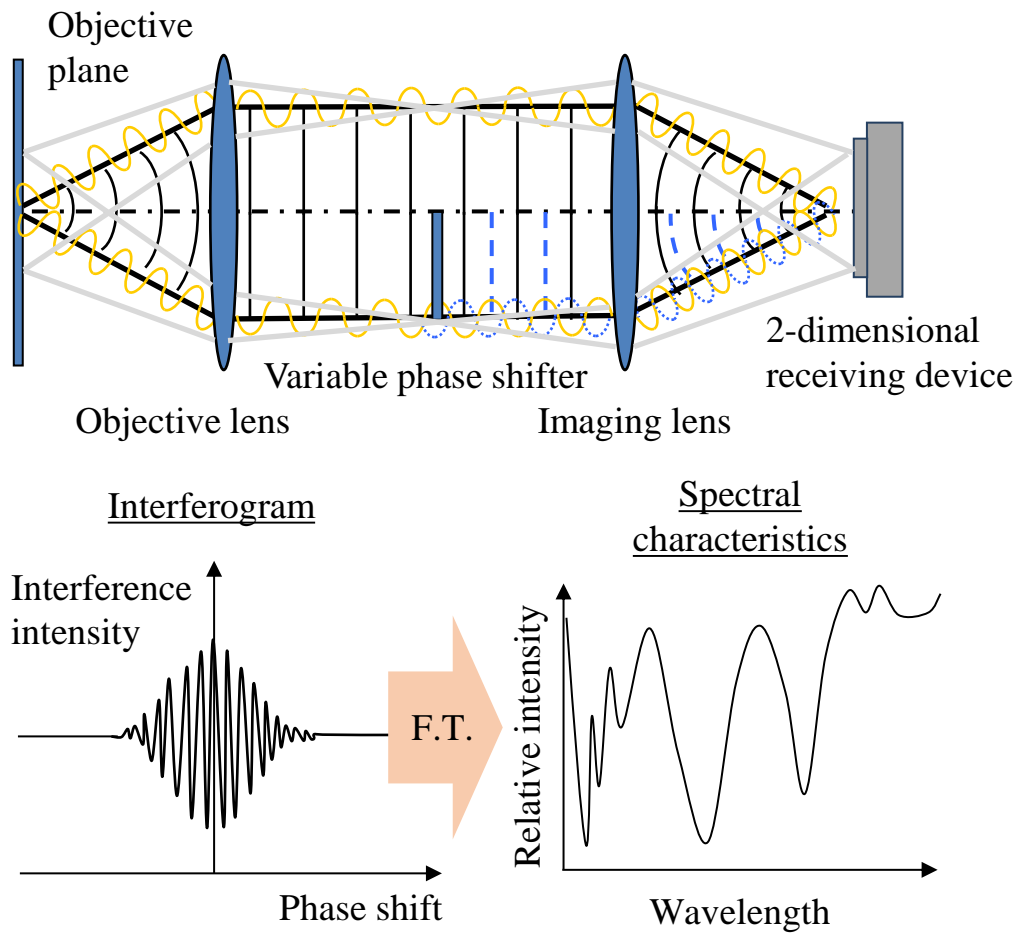 Objective
plane
2-dimensional
receiving device
Variable phase shifter
Objective lens
Imaging lens
Interferogram
Interference
intensity
Phase shift
F.T.
Spectral
characteristics
Relative intensity
Wavelength